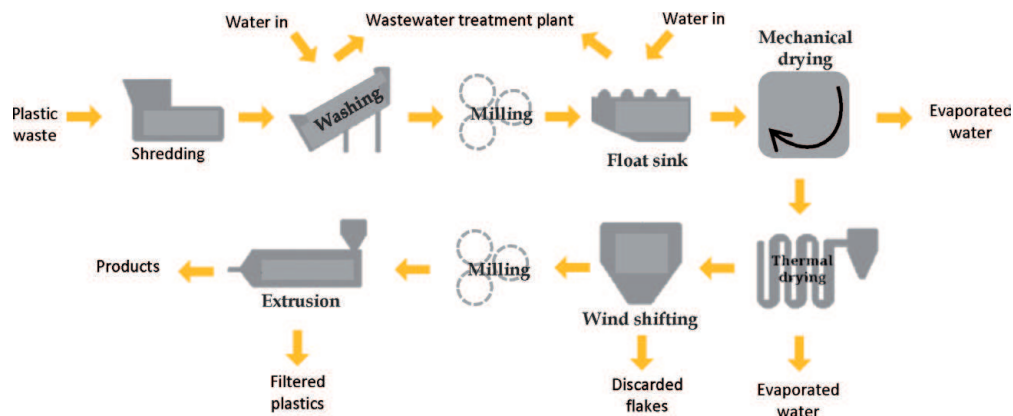 Water in
Wastewater treatment plant
Water in
Mechanical
drying
Plastic
waste
Shredding
Washing
Milling
Float sink
Evaporated
water
Products
Extrusion
Milling
Wind shifting
Thermal
drying
Filtered
plastics
Discarded
flakes
Evaporated
water